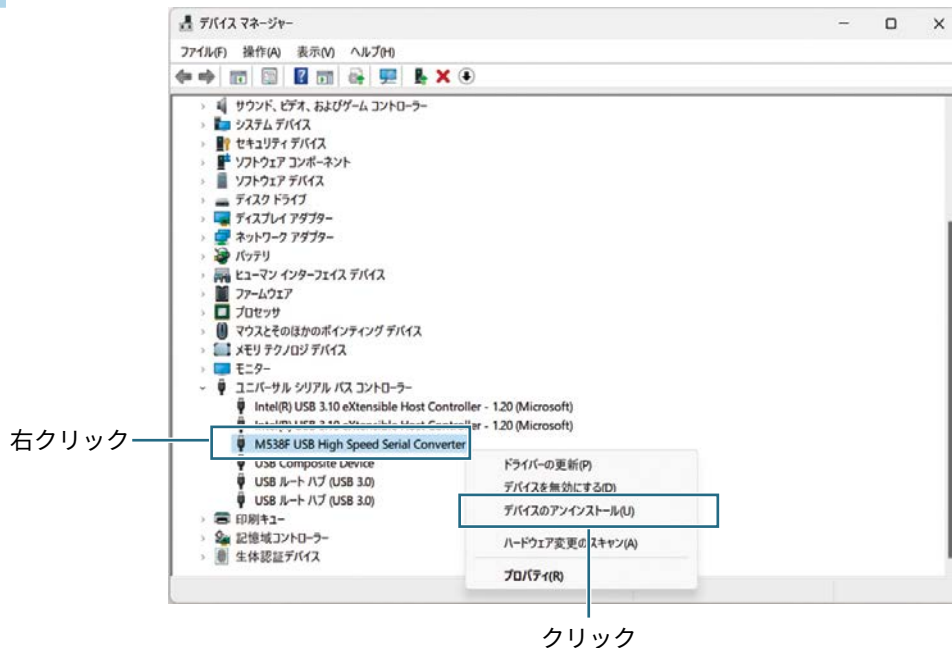 デバイス マネージャー
ファイル(F) 操作(A) 表示(V) ヘルプ(H)
サウンド、ビデオ、およびゲーム コントローラー
システム デバイス
セキュリティ デバイス
ソフトウェア コンポーネント
ソフトウェア デバイス
ディスク ドライブ
ディスプレイ アダプター
ネットワーク アダプター
バッテリ
ヒューマン インターフェイス デバイス
ファームウェア
プロセッサ
マウスとそのほかのポインティング デバイス
メモリ テクノロジ デバイス
モニター
ユニバーサル シリアル バス コントローラー
Intel(R) USB 3.10 eXtensible Host Controller - 1.20 (Microsoft)
Intel(R) USB 3.10 eXtensible Host Controller - 1.20 (Microsoft)
右クリック
M538F USB High Speed Serial Converter
USB Composite Device
USB ルート ハブ (USB 3.0)
USB ルート ハブ (USB 3.0)
印刷キュー
記憶域コントローラー
生体認証デバイス
ドライバーの更新(P)
デバイスを無効にする(D)
デバイスのアンインストール(U)
ハードウェア変更のスキャン(A)
プロパティ(R)
クリック